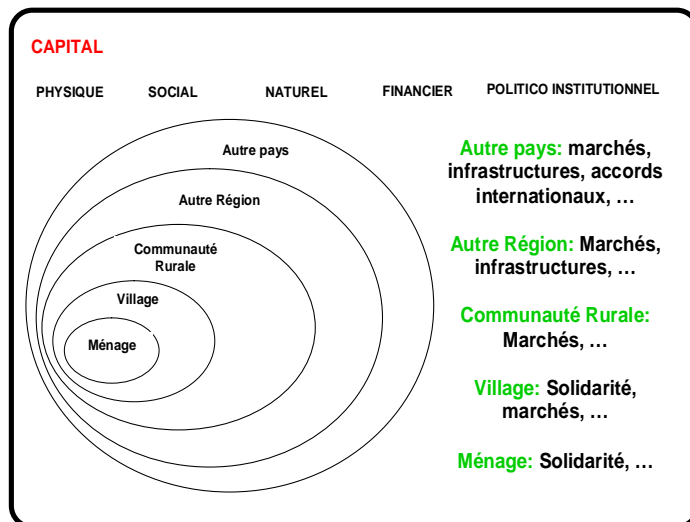 CAPITAL
PHYSIQUE SOCIAL NATUREL FINANCIER POLITICO INSTITUTIONNEL
Autre pays
Autre Région
Communauté
Rurale
Village
Ménage
Autre pays: marchés,
infrastructures, accords
internationaux, …
Autre Région: Marchés,
infrastructures, …
Communauté Rurale:
Marchés, …
Village: Solidarité,
marchés, …
Ménage: Solidarité, …